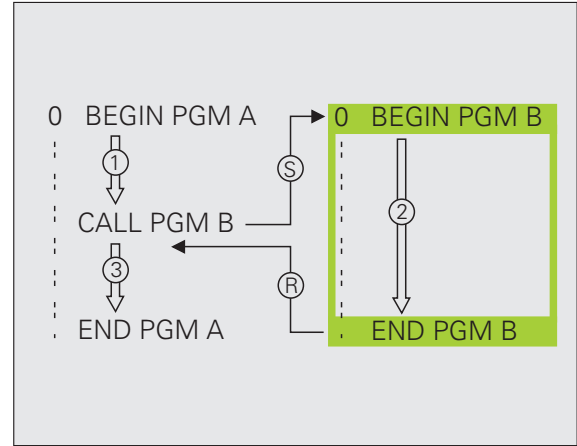 0 BEGIN PGM A
0 BEGIN PGM B
1
S
2
CALL PGM B
3
R
END PGM A
END PGM B